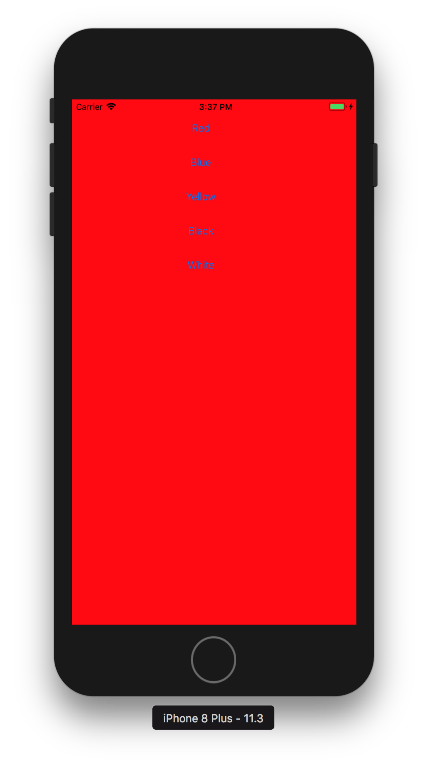 Carrier 3:37 PM
Red
Blue
Yellow
Black
White
iPhone 8 Plus - 11.3